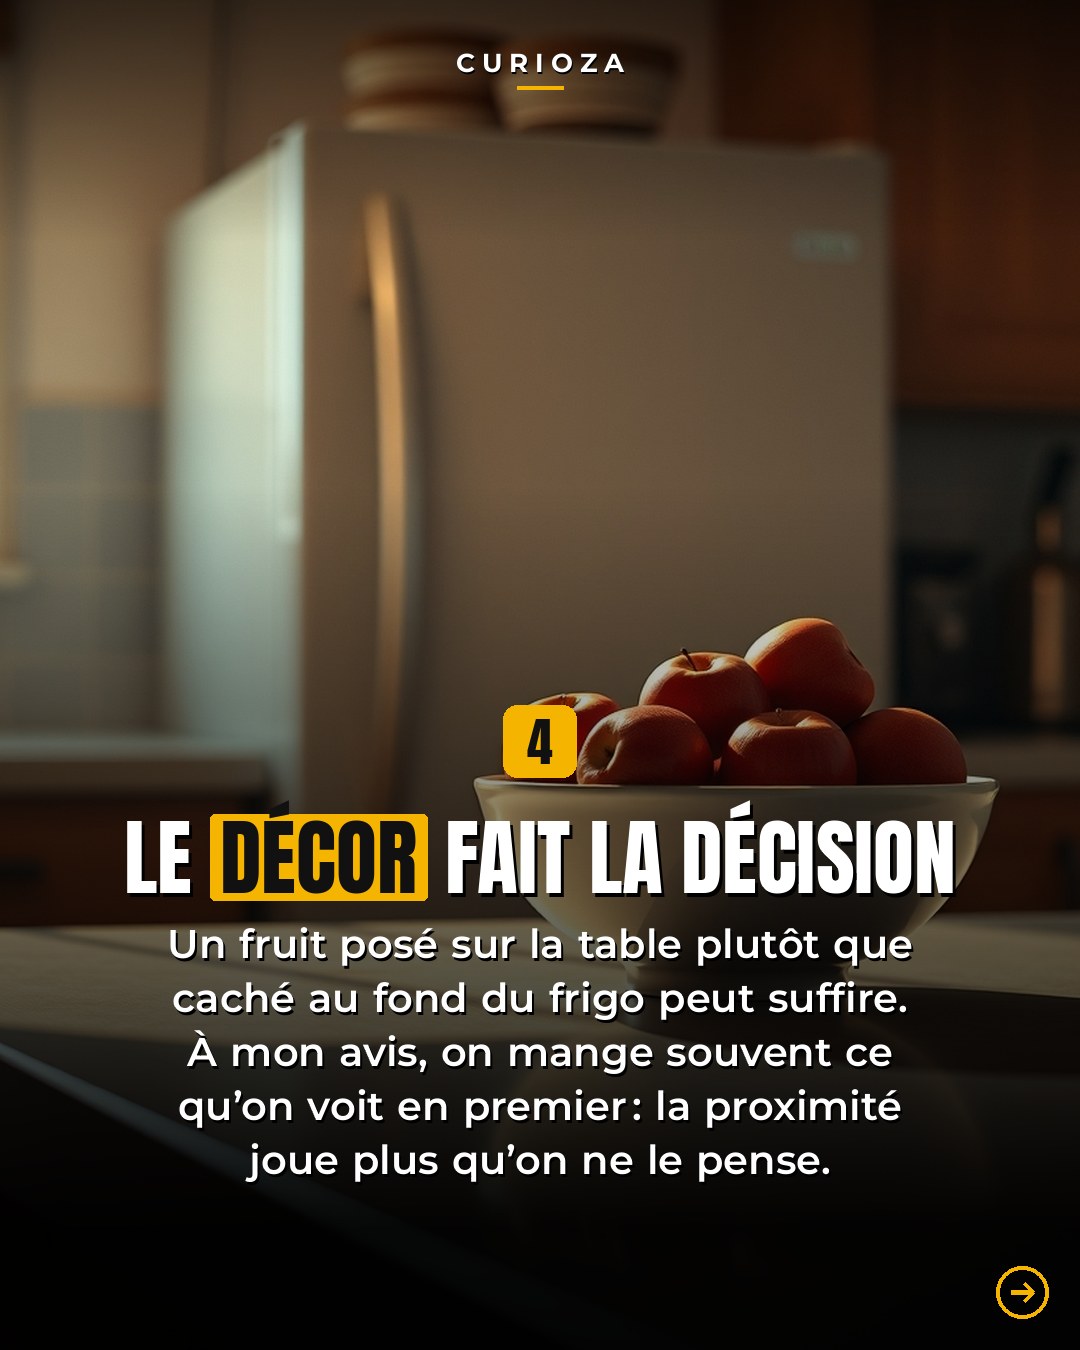 CURIOZA
4
LE DÉCOR FAIT LA DÉCISION
Un fruit posé sur la table plutôt que
caché au fond du frigo peut suffire.
À mon avis, on mange souvent ce
qu’on voit en premier : la proximité
joue plus qu’on ne le pense.